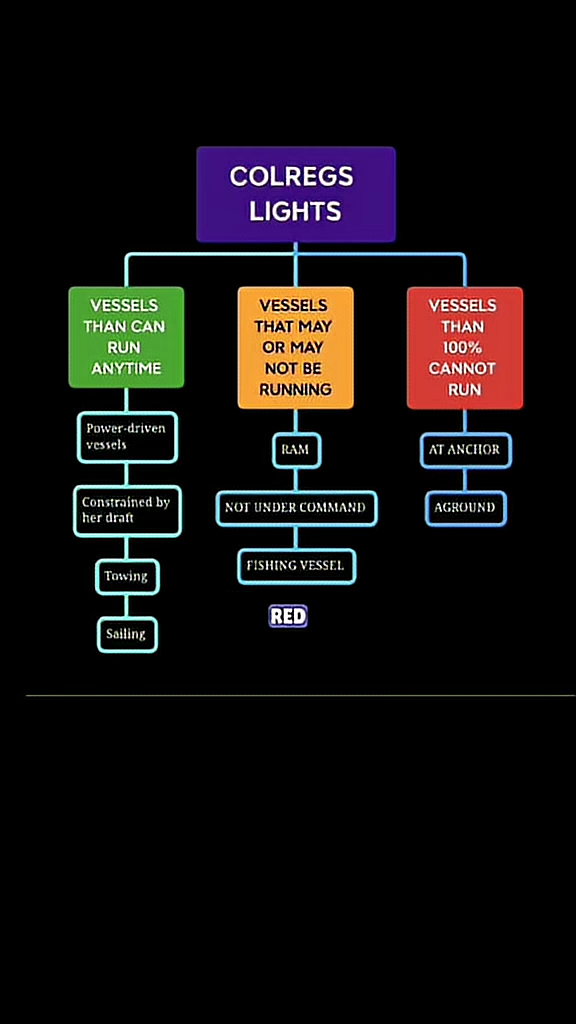 COLREGS
LIGHTS
VESSELS
THAN CAN
RUN
ANYTIME
Power-driven
vessels
Constrained by
her draft
Towing
Sailing
VESSELS
THAT MAY
OR MAY
NOT BE
RUNNING
RAM
NOT UNDER COMMAND
FISHING VESSEL
RED
VESSELS
THAN
100%
CANNOT
RUN
AT ANCHOR
AGROUND